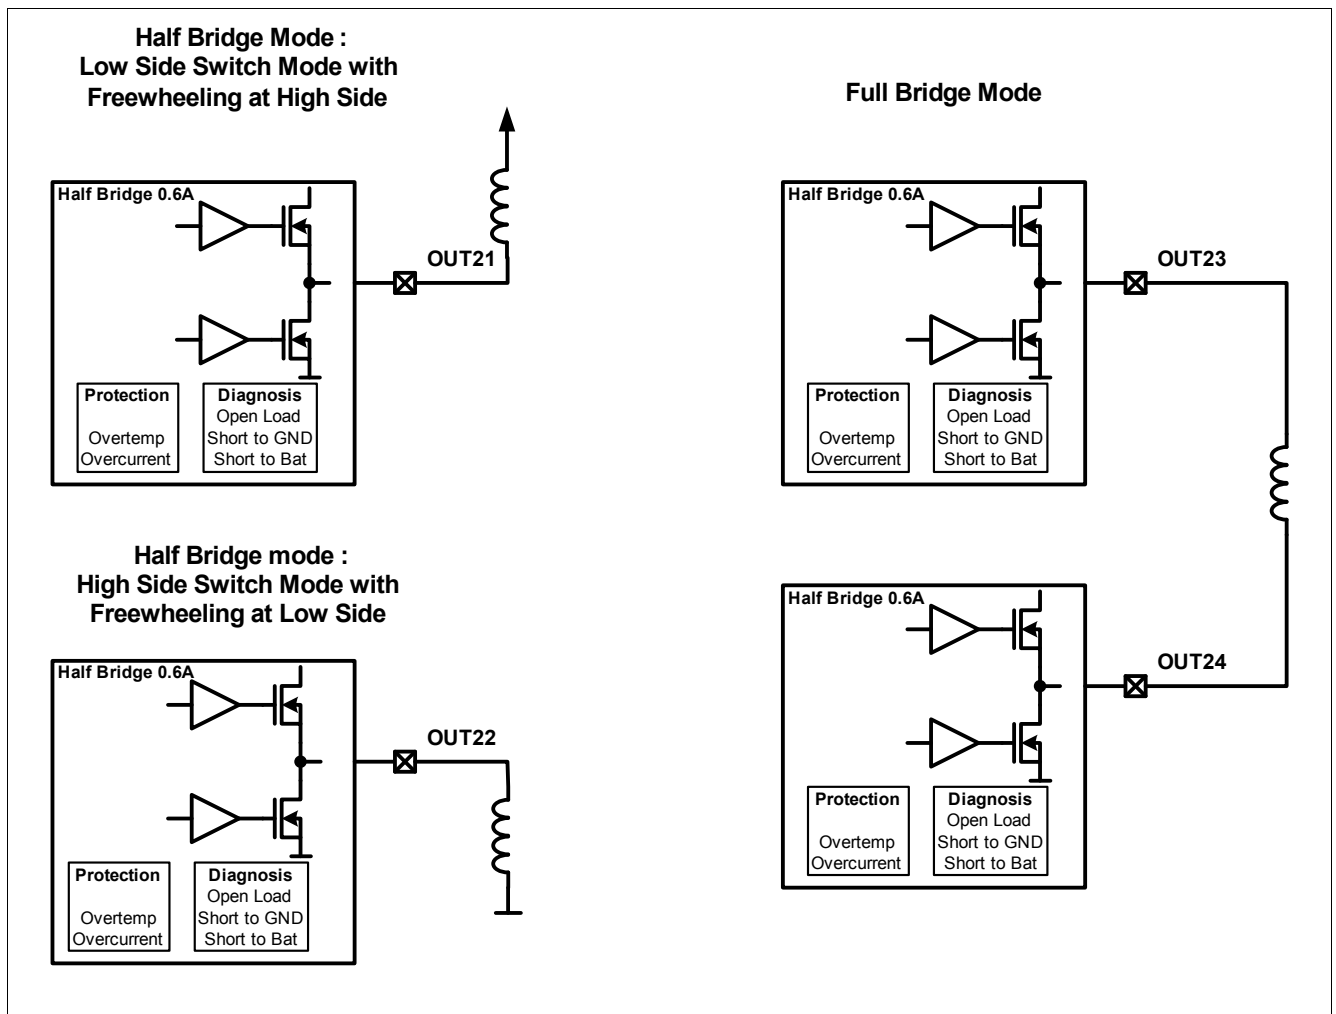 Half Bridge Mode :
Low Side Switch Mode with
Freewheeling at High Side
Half Bridge 0.6A
OUT21
Protection
Overtemp
Overcurrent
Diagnosis
Open Load
Short to GND
Short to Bat
Half Bridge mode :
High Side Switch Mode with
Freewheeling at Low Side
Half Bridge 0.6A
OUT22
Protection
Overtemp
Overcurrent
Diagnosis
Open Load
Short to GND
Short to Bat
Full Bridge Mode
Half Bridge 0.6A
OUT23
Protection
Overtemp
Overcurrent
Diagnosis
Open Load
Short to GND
Short to Bat
Half Bridge 0.6A
OUT24
Protection
Overtemp
Overcurrent
Diagnosis
Open Load
Short to GND
Short to Bat